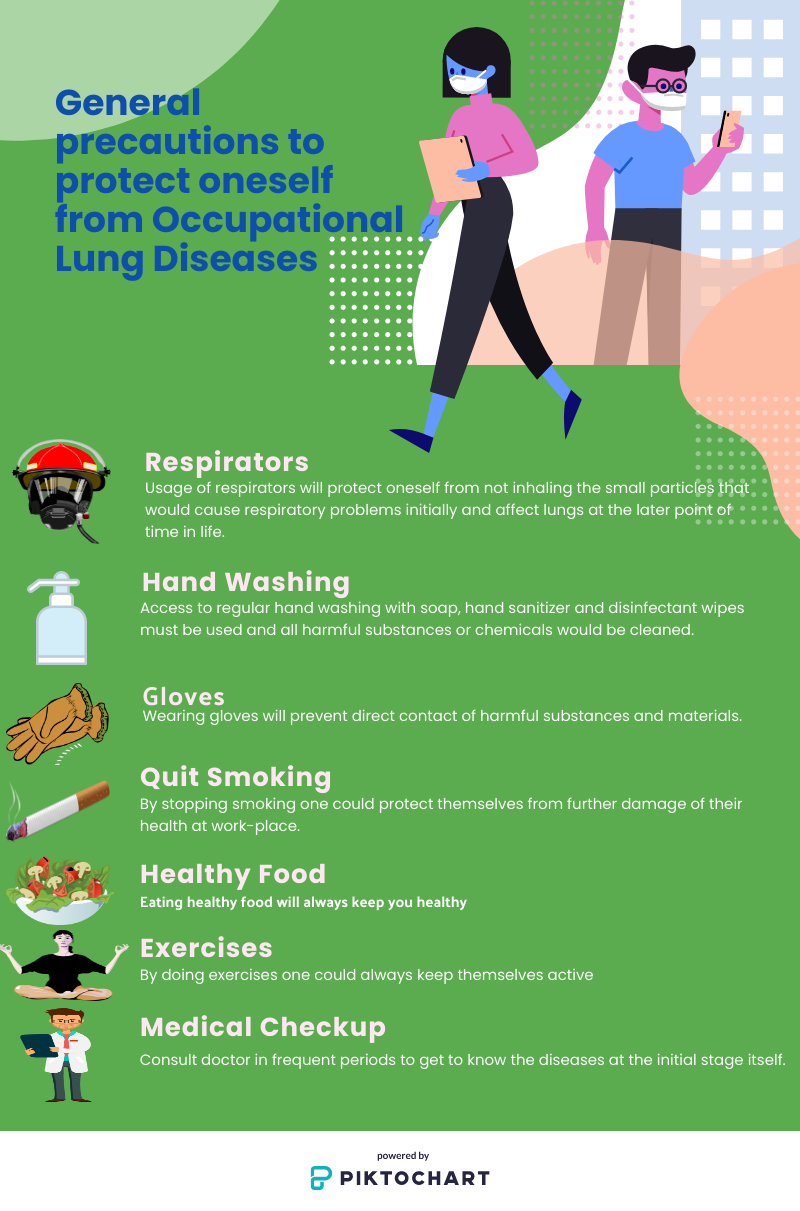 General
precautions to
protect oneself
from Occupational
Lung Diseases
Respirators
Usage of respirators will protect oneself from not inhaling the small particles that
would cause respiratory problems initially and affect lungs at the later point of
time in life.
Hand Washing
Access to regular hand washing with soap, hand sanitizer and disinfectant wipes
must be used and all harmful substances or chemicals would be cleaned.
Gloves
Wearing gloves will prevent direct contact of harmful substances and materials.
Quit Smoking
By stopping smoking one could protect themselves from further damage of their
health at work-place.
Healthy Food
Eating healthy food will always keep you healthy
Exercises
By doing exercises one could always keep themselves active
Medical Checkup
Consult doctor in frequent periods to get to know the diseases at the initial stage itself.
powered by
PIKTOCHART